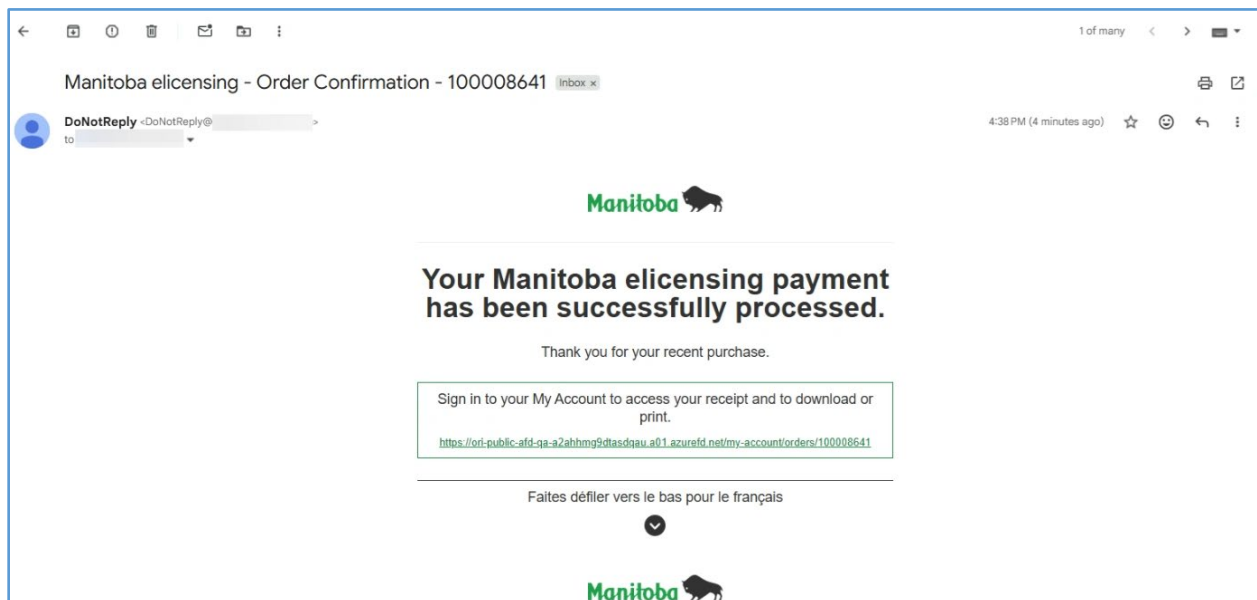 1 of many
Manitoba elicensing - Order Confirmation - 100008641 Inbox x
DoNotReply <DoNotReply@ >
4:38 PM (4 minutes ago)
to
Manitoba
Your Manitoba elicensing payment
has been successfully processed.
Thank you for your recent purchase.
Sign in to your My Account to access your receipt and to download or
print.
https://ori-public-afd-qa-a2ahhmg9dtasdqau.a01.azurefd.net/my-account/orders/100008641
Faites défiler vers le bas pour le français
Manitoba